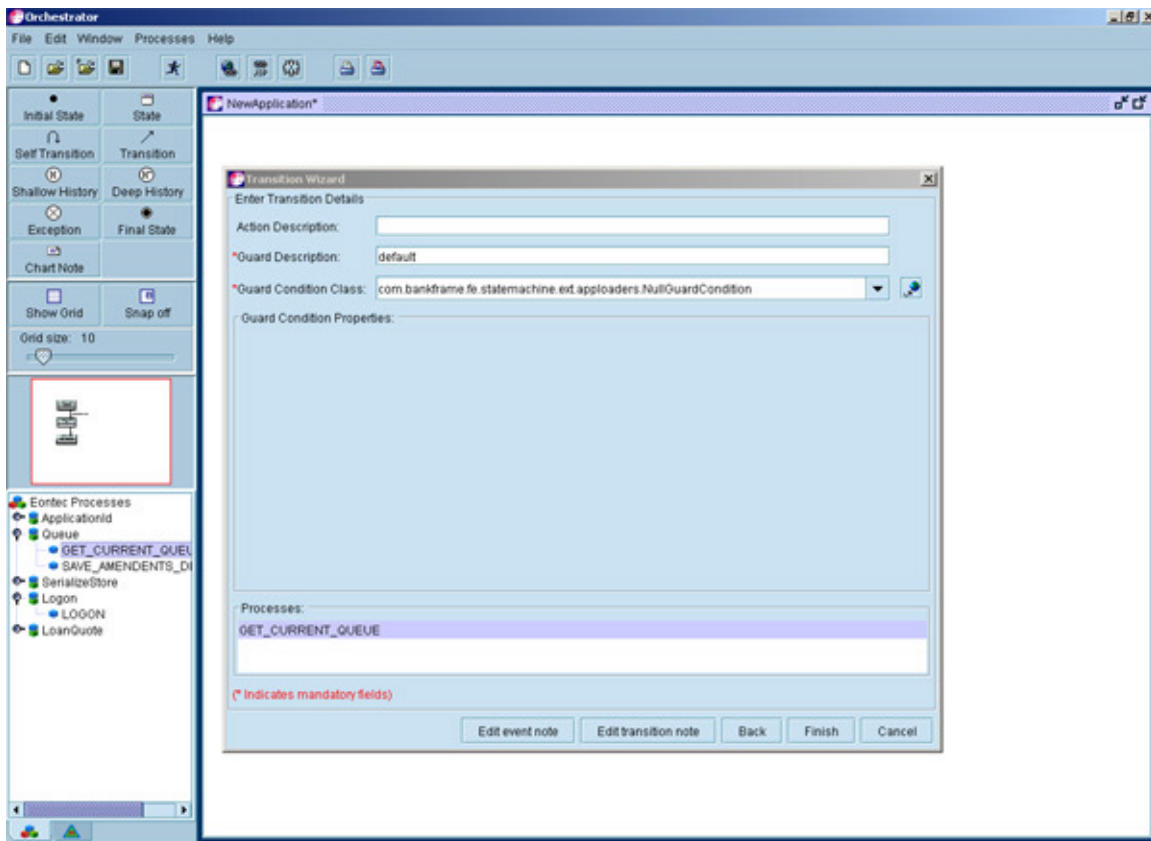 Orchestrator
File Edit Window Processes Help
Initial State
State
Self Transition
Transition
Shallow History
Deep History
Exception
Final State
Chart Note
Show Grid
Snap off
Grid size: 10
Eontec Processes
ApplicationId
Queue
GET_CURRENT_QUEU
SAVE_AMENDENTS_DI
SerializeStore
Logon
LOGON
LoanQuote
NewApplication*
Transition Wizard
Enter Transition Details
Action Description:
*Guard Description: default
*Guard Condition Class: com.bankframe.fe.statemachine.ext.apploaders.NullGuardCondition
Guard Condition Properties:
Processes:
GET_CURRENT_QUEUE
(* Indicates mandatory fields)
Edit event note Edit transition note Back Finish Cancel